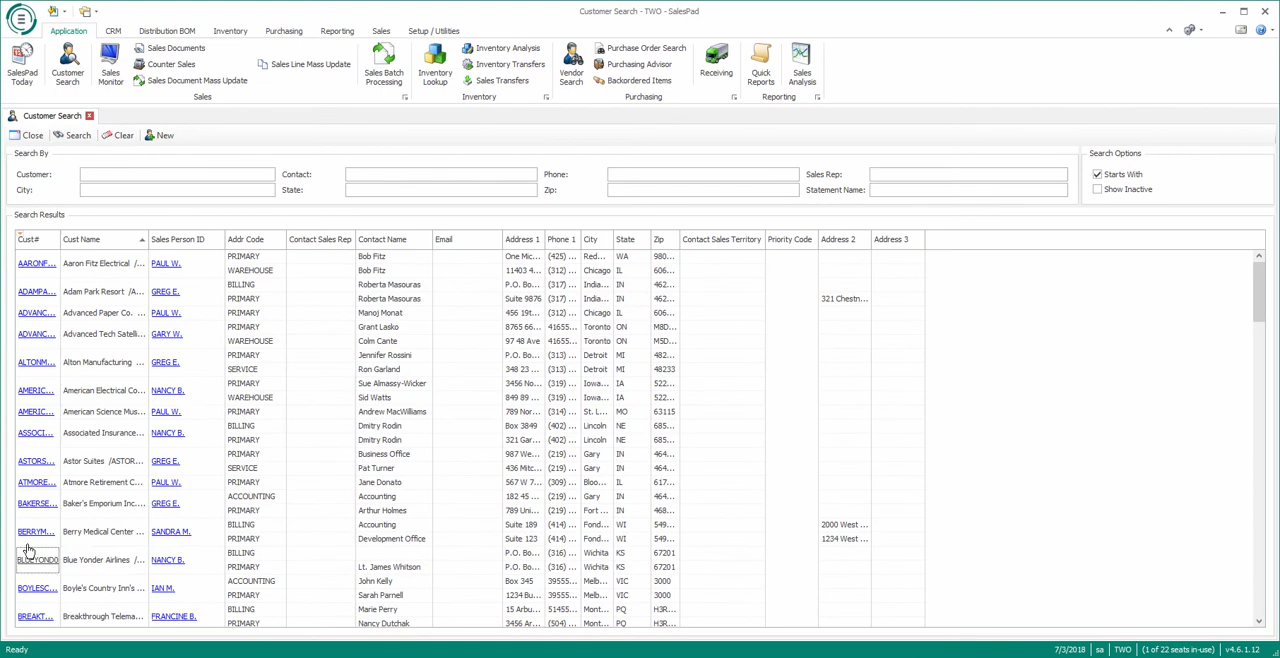 Customer Search - TWO - SalesPad
Application CRM Distribution BOM Inventory Purchasing Reporting Sales Setup / Utilities
SalesPad Today
Customer Search
Sales Monitor
Sales Documents
Counter Sales
Sales Document Mass Update
Sales Line Mass Update
Sales Batch Processing
Inventory Lookup
Inventory Analysis
Inventory Transfers
Sales Transfers
Vendor Search
Purchase Order Search
Purchasing Advisor
Backordered Items
Receiving
Quick Reports
Sales Analysis
Sales Inventory Purchasing Reporting
Customer Search
Close Search Clear New
Search By
Search Options
Customer: Contact: Phone: Sales Rep: Starts With
City: State: Zip: Statement Name: Show Inactive
Search Results
Cust# Cust Name Sales Person ID Addr Code Contact Sales Rep Contact Name Email Address 1 Phone 1 City State Zip Contact Sales Territory Priority Code Address 2 Address 3
AARONF... Aaron Fitz Electrical /... PAUL W.
PRIMARY Bob Fitz One Mic... (425) ... Red... WA 980...
WAREHOUSE Bob Fitz 11403 4... (312) ... Chicago IL 606...
ADAMPA... Adam Park Resort /A... GREG E.
BILLING Roberta Masouras P.O. Bo... (317) ... India... IN 462...
PRIMARY Roberta Masouras Suite 9876 (317) ... India... IN 462... 321 Chestn...
ADVANC... Advanced Paper Co. ... PAUL W. PRIMARY Manoj Monat 456 19t... (312) ... Chicago IL 606...
ADVANC... Advanced Tech Satelli... GARY W.
PRIMARY Grant Lasko 8765 66... 41655... Toronto ON M8D...
WAREHOUSE Colm Cante 97 48 Ave 41655... Toronto ON M5D...
ALTONM... Alton Manufacturing ... GREG E.
PRIMARY Jennifer Rossini P.O. Bo... (313) ... Detroit MI 482...
SERVICE Ron Garland 348 23 ... (313) ... Detroit MI 48233
AMERIC... American Electrical Co... NANCY B.
PRIMARY Sue Almassy-Wicker 3456 No... (319) ... Iowa... IA 522...
WAREHOUSE Sid Watts 849 89 ... (319) ... Iowa... IA 522...
AMERIC... American Science Mus... PAUL W. PRIMARY Andrew MacWilliams 789 Nor... (314) ... St. L... MO 63115
ASSOCI... Associated Insurance... NANCY B.
BILLING Dmitry Rodin Box 3849 (402) ... Lincoln NE 685...
PRIMARY Dmitry Rodin 321 Gar... (402) ... Lincoln NE 685...
ASTORS... Astor Suites /ASTOR... GREG E.
PRIMARY Business Office 987 We... (219) ... Gary IN 464...
SERVICE Pat Turner 436 Mitc... (219) ... Gary IN 464...
ATMORE... Atmore Retirement C... PAUL W. PRIMARY Jane Donato 567 W 7... (309) ... Bloo... IL 617...
BAKERSE... Baker's Emporium Inc... GREG E.
ACCOUNTING Accounting 182 45 ... (219) ... Gary IN 464...
PRIMARY Arthur Holmes 789 Uni... (219) ... Fort ... IN 468...
BERRYM... Berry Medical Center ... SANDRA M.
BILLING Accounting Suite 189 (414) ... Fond... WI 549... 2000 West ...
PRIMARY Development Office Suite 123 (414) ... Fond... WI 549... 1234 West ...
BLUEYOND0 Blue Yonder Airlines /... NANCY B.
BILLING P.O. Bo... (316) ... Wichita KS 67201
PRIMARY Lt. James Whitson P.O. Bo... (316) ... Wichita KS 67201
BOYLESC... Boyle's Country Inn's ... IAN M.
ACCOUNTING John Kelly Box 345 39555... Melb... VIC 3000
PRIMARY Sarah Parnell 1234 Bu... 39555... Melb... VIC 3000
BREAKT... Breakthrough Telema... FRANCINE B.
BILLING Marie Perry 15 Arbu... 51455... Mont... PQ H3R...
PRIMARY Nancy Dutchak 3456 Ar... (504) ... Mont... PQ H3R...
Ready 7/3/2018 sa TWO (1 of 22 seats in-use) v4.6.1.12